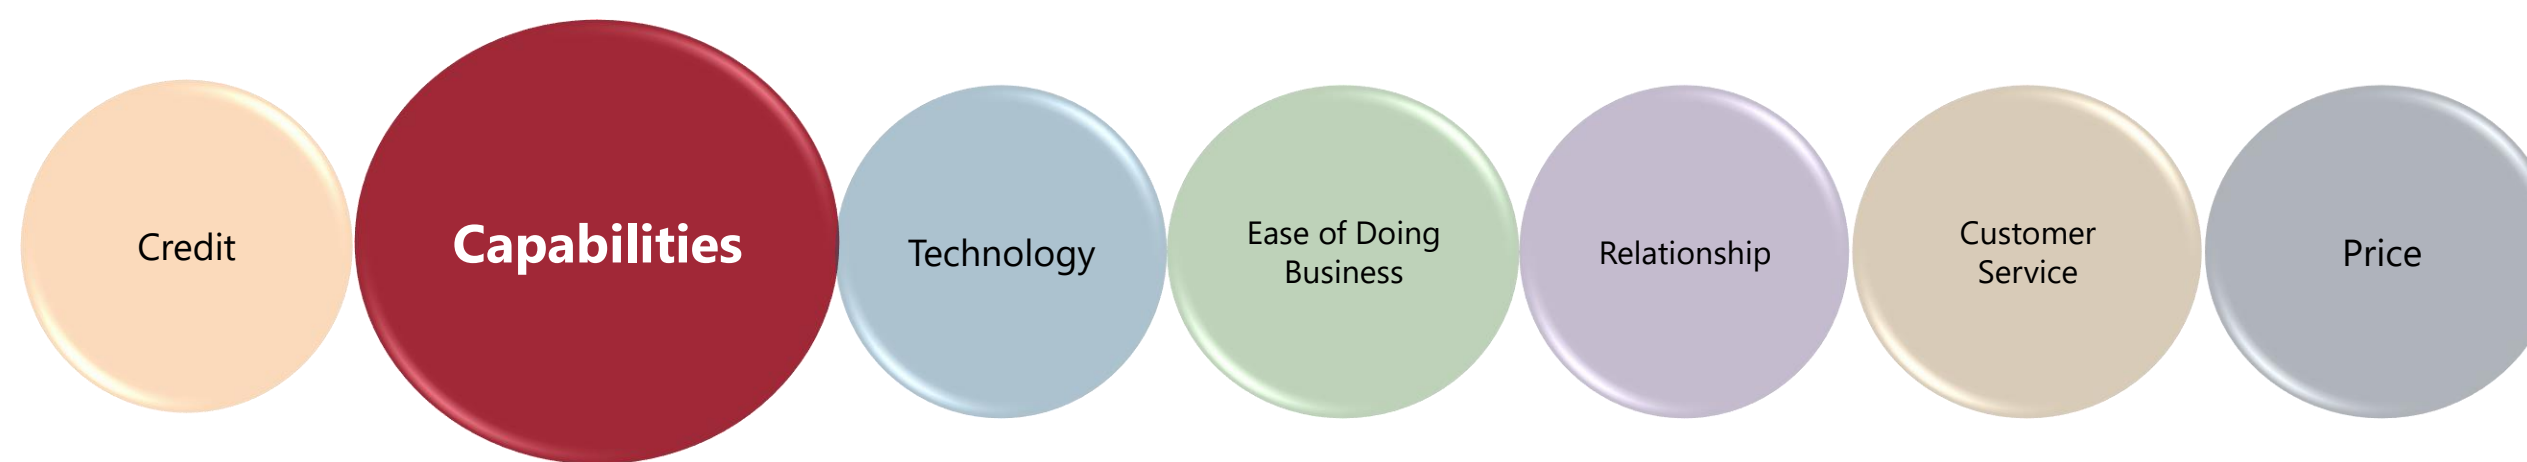 Credit
Capabilities
Technology
Ease of Doing
Business
Relationship
Customer
Service
Price